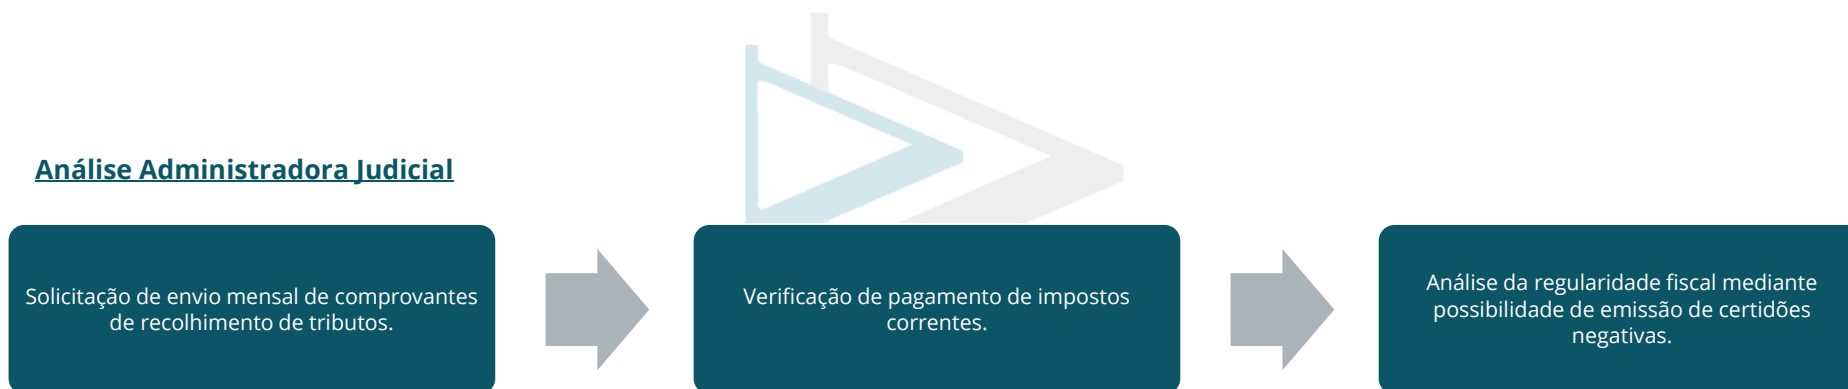 Análise Administradora Judicial
Solicitação de envio mensal de comprovantes
de recolhimento de tributos.
Verificação de pagamento de impostos
correntes.
Análise da regularidade fiscal mediante
possibilidade de emissão de certidões
negativas.